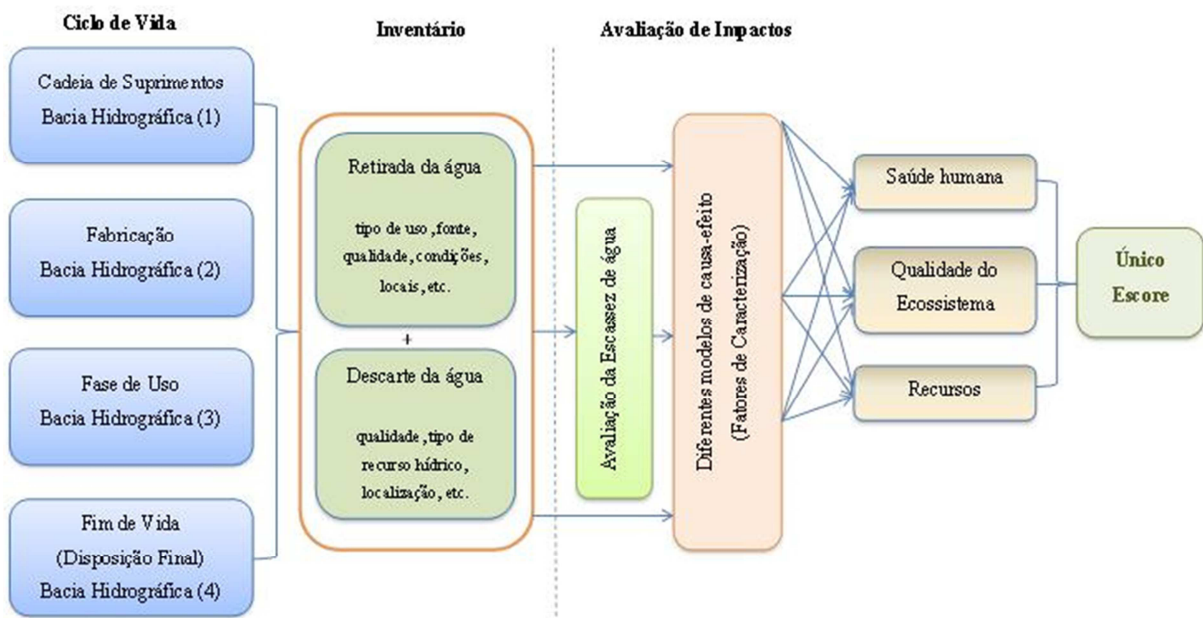 Ciclo de Vida
Cadeia de Suprimentos
Bacia Hidrográfica (1)
Fabricação
Bacia Hidrográfica (2)
Fase de Uso
Bacia Hidrográfica (3)
Fim de Vida
(Disposição Final)
Bacia Hidrográfica (4)
Inventário
Retirada da água
tipo de uso, fonte,
qualidade, condições,
locais, etc.
+
Descarte da água
qualidade, tipo de
recurso hídrico,
localização, etc.
Avaliação de Impactos
Avaliação da Escassez de água
Diferentes modelos de causa-efeito
(Fatores de Caracterização)
Saúde humana
Qualidade do
Ecossistema
Recursos
Único
Escore